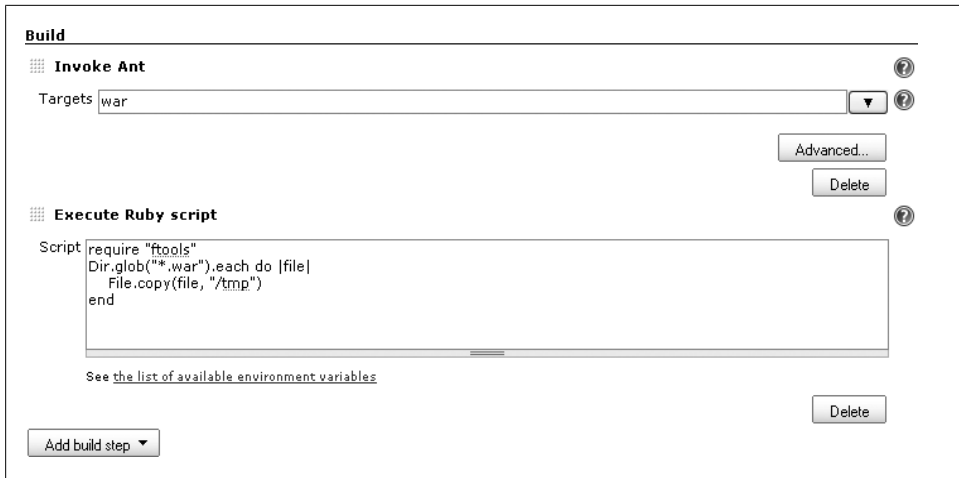 Build
Invoke Ant
Targets war
Advanced...
Delete
Execute Ruby script
Script require "ftools"
Dir.glob("*.war").each do |file|
File.copy(file, "/tmp")
end
See the list of available environment variables
Delete
Add build step